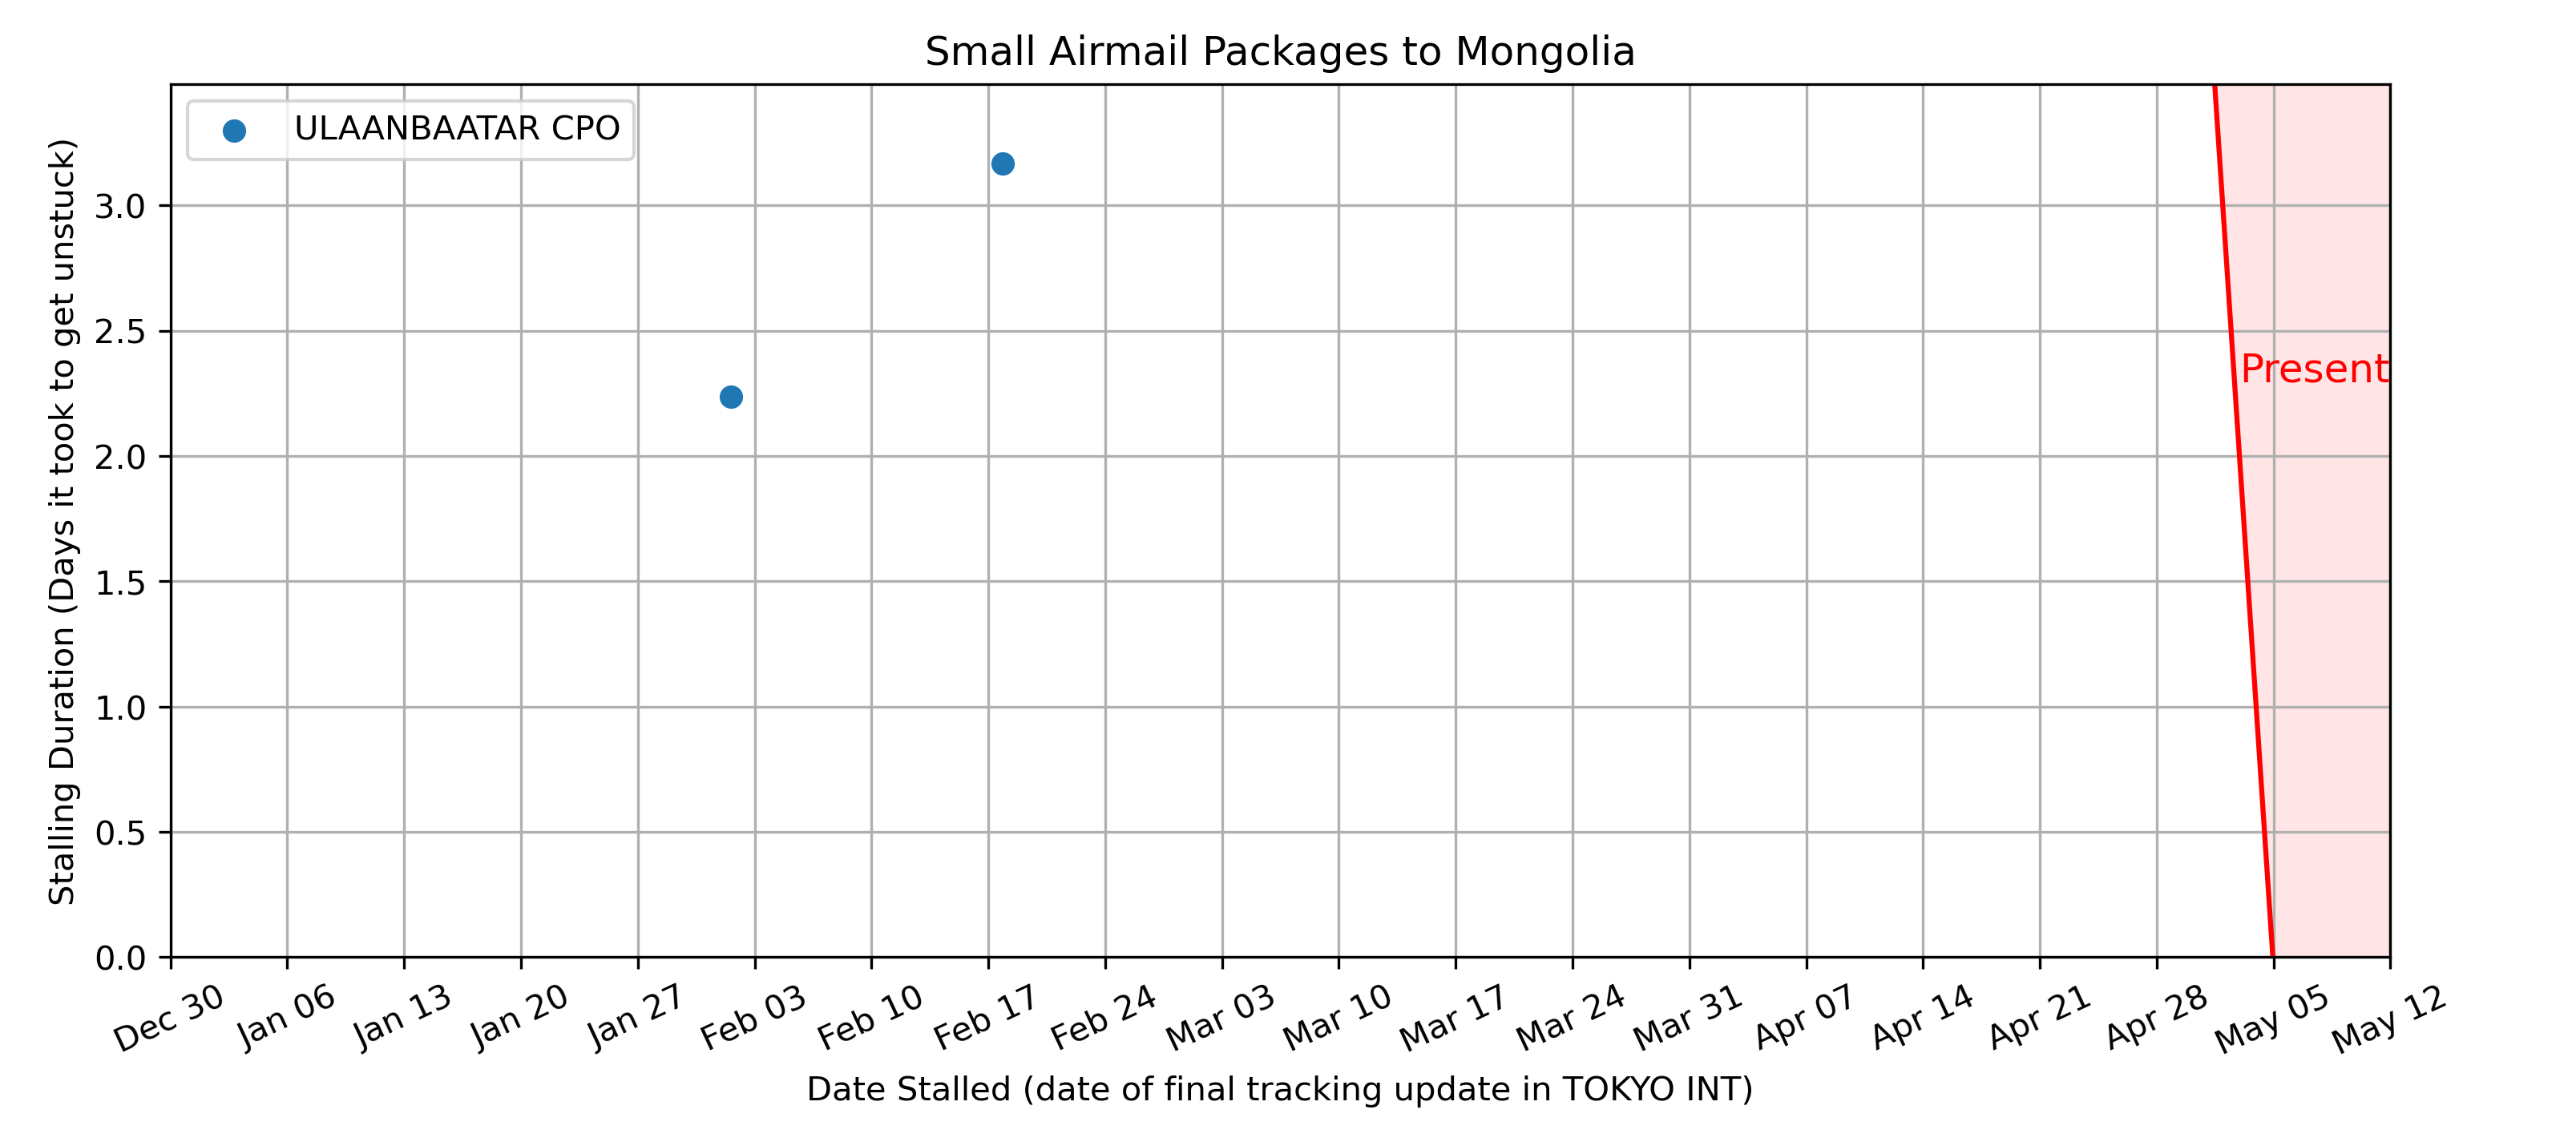 Small Airmail Packages to Mongolia
ULAANBAATAR CPO
Stalling Duration (Days it took to get unstuck)
3.0
2.5
2.0
1.5
1.0
0.5
0.0
Present
Dec 30
Jan 06
Jan 13
Jan 20
Jan 27
Feb 03
Feb 10
Feb 17
Feb 24
Mar 03
Mar 10
Mar 17
Mar 24
Mar 31
Apr 07
Apr 14
Apr 21
Apr 28
May 05
May 12
Date Stalled (date of final tracking update in TOKYO INT)